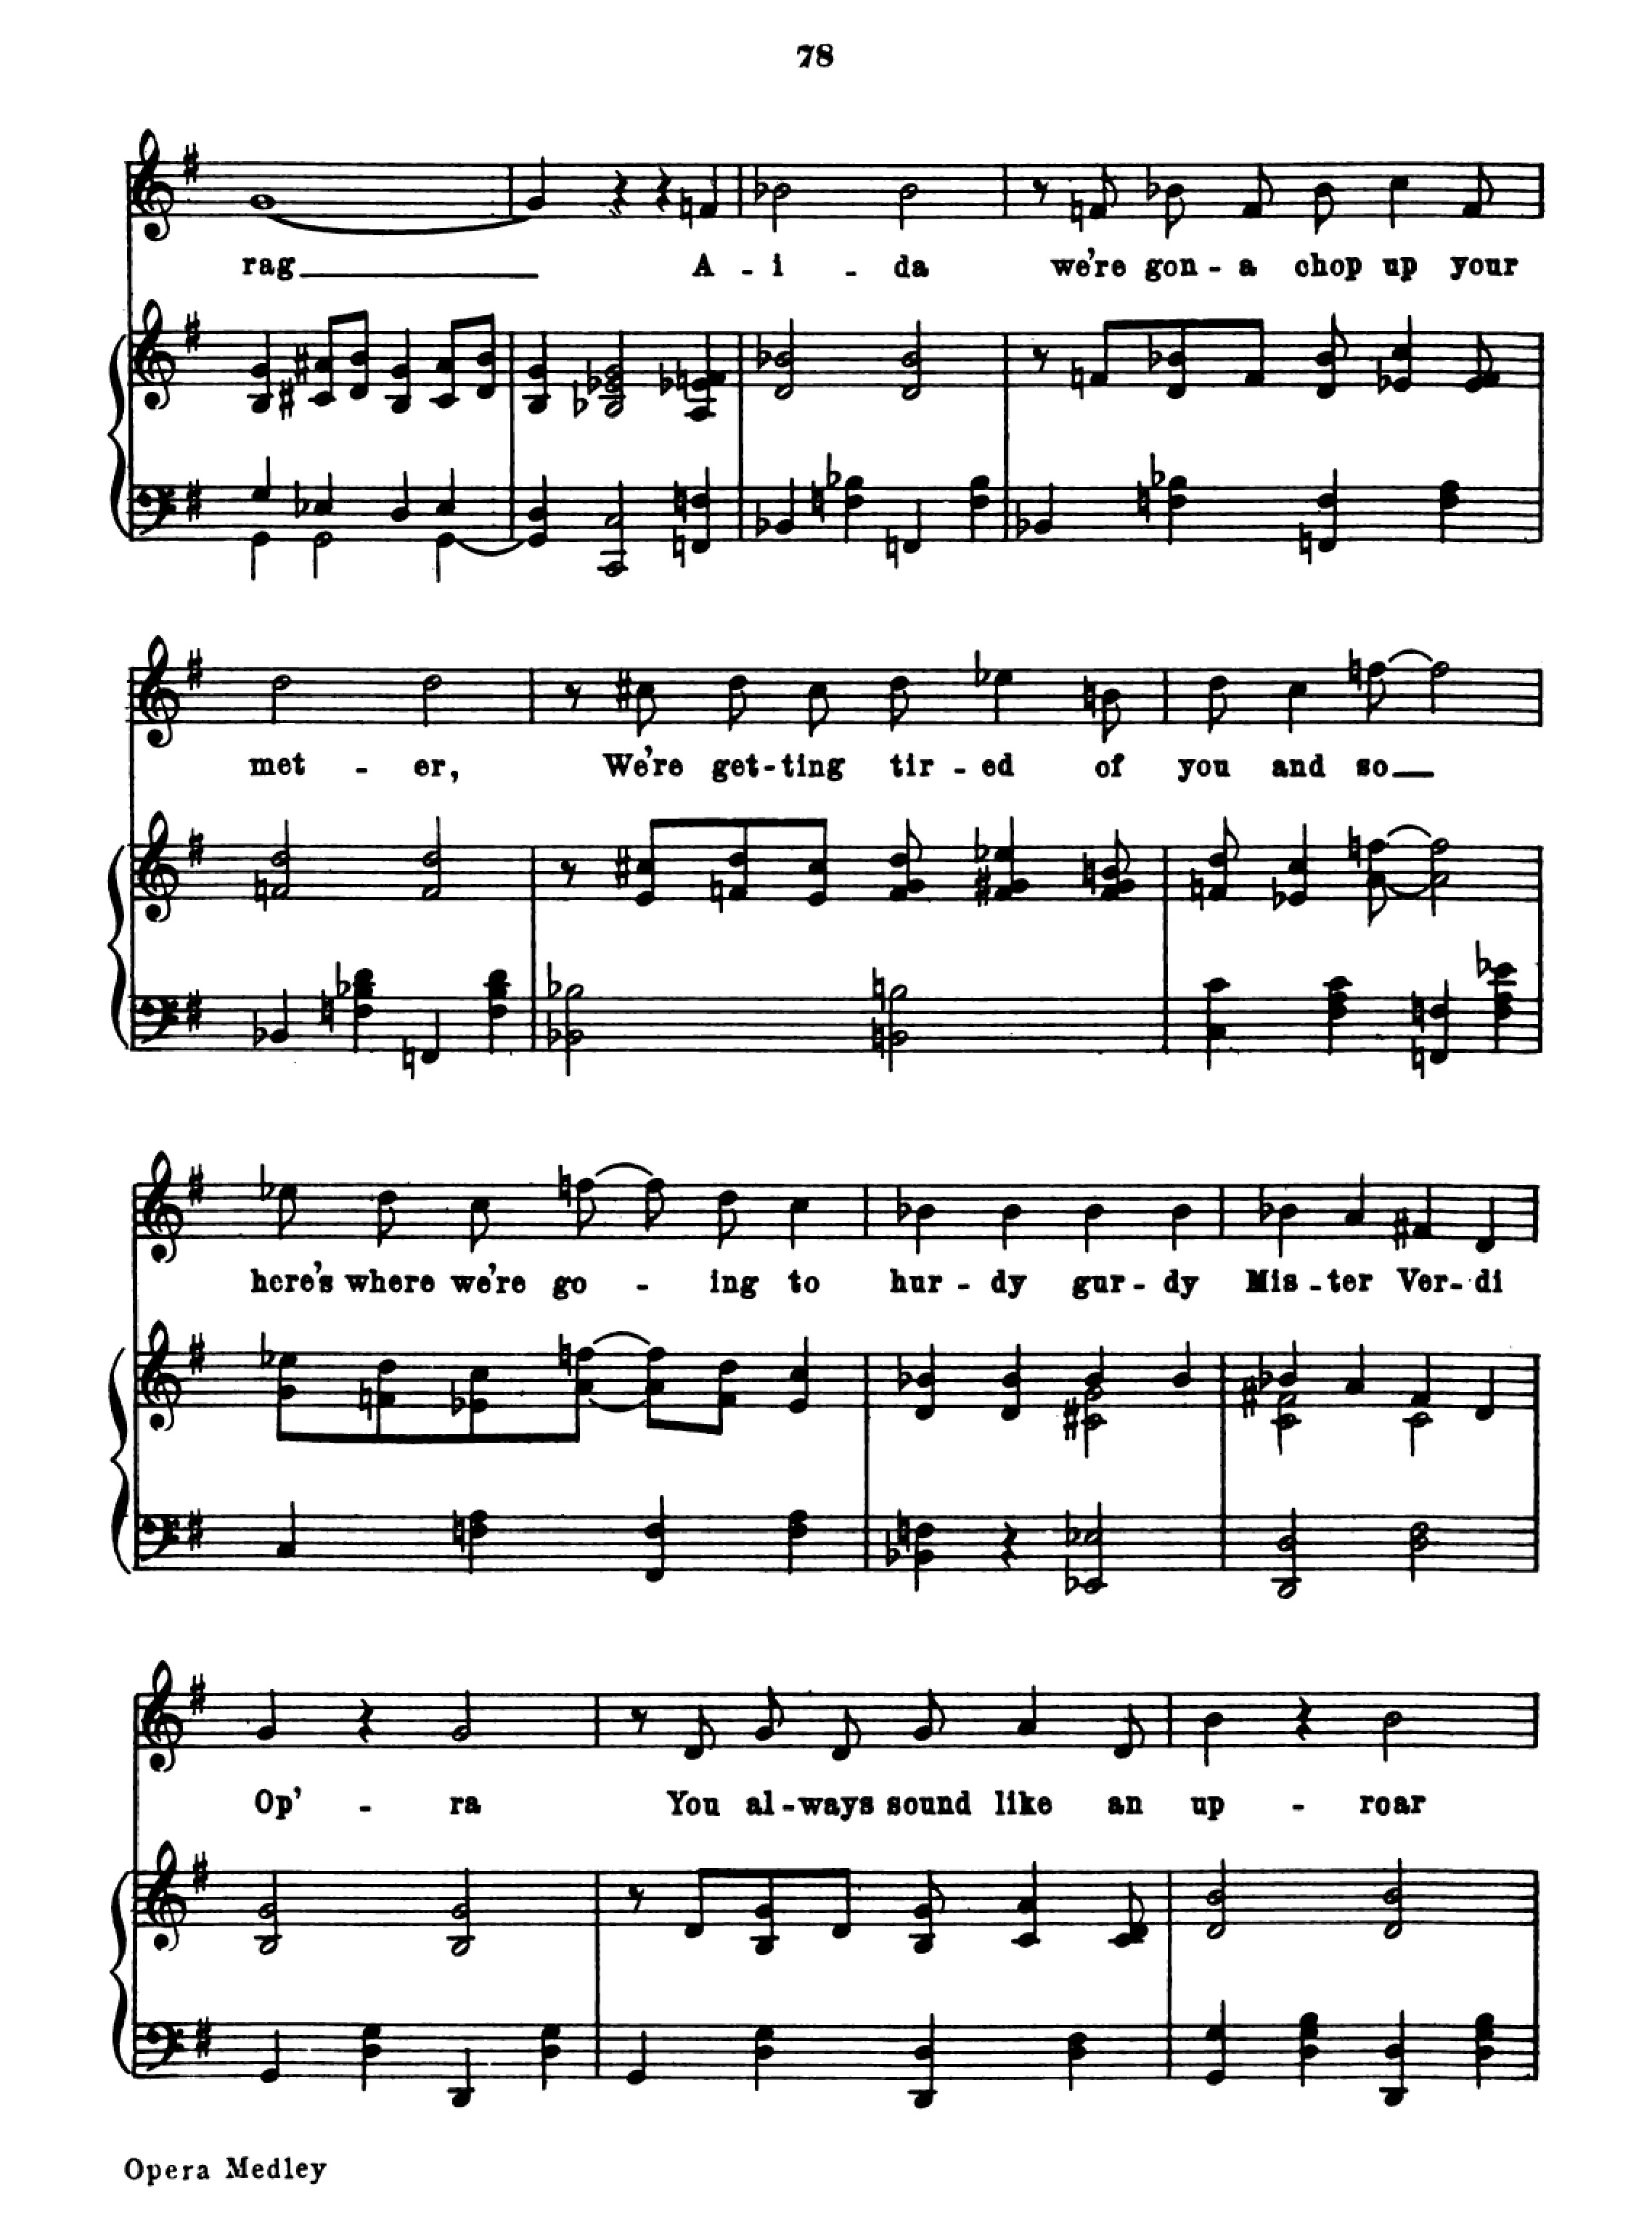 78
rag A - i - da we're gon - a chop up your
met - er, We're get - ting tir - ed of you and so
here's where we're go - ing to hur - dy gur - dy Mis - ter Ver - di
Op' - ra You al - ways sound like an up - roar
Opera Medley